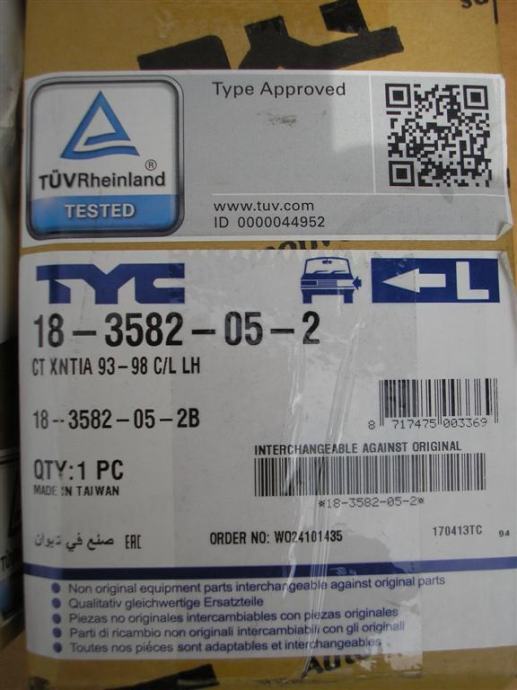 Type Approved
TÜVRheinland ®
TESTED
www.tuv.com
ID 0000044952
TYC
L
18-3582-05-2
CT XNTIA 93-98 C/L LH
18-3582-05-2B
8 717475 003369
INTERCHANGEABLE AGAINST ORIGINAL
QTY:1 PC
MADE IN TAIWAN
*18-3582-05-2*
صنع في تايوان EAC
ORDER NO: WO24101435
170413TC 94
Non original equipment parts interchangeable against original parts
Qualitativ gleichwertige Ersatzteile
Piezas no originales intercambiables con piezas originales
Parti di ricambio non originali intercambiabili con gli originali
Toutes nos piéces sont adaptables et interchangeables